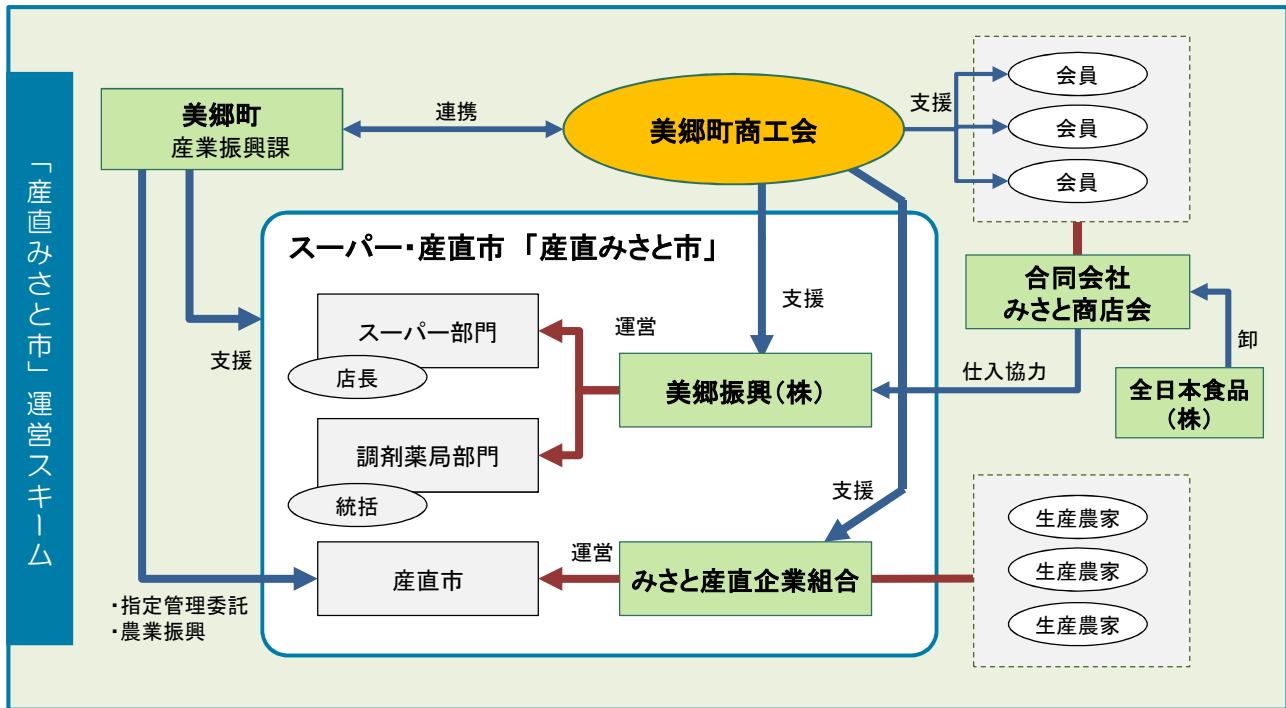 「産直みさと市」運営スキーム
美郷町
産業振興課
連携
美郷町商工会
支援
会員
会員
会員
スーパー・産直市 「産直みさと市」
合同会社
みさと商店会
卸
全日本食品
(株)
仕入協力
支援
支援
スーパー部門
店長
運営
美郷振興(株)
調剤薬局部門
統括
支援
産直市
運営
みさと産直企業組合
生産農家
生産農家
生産農家
・指定管理委託
・農業振興